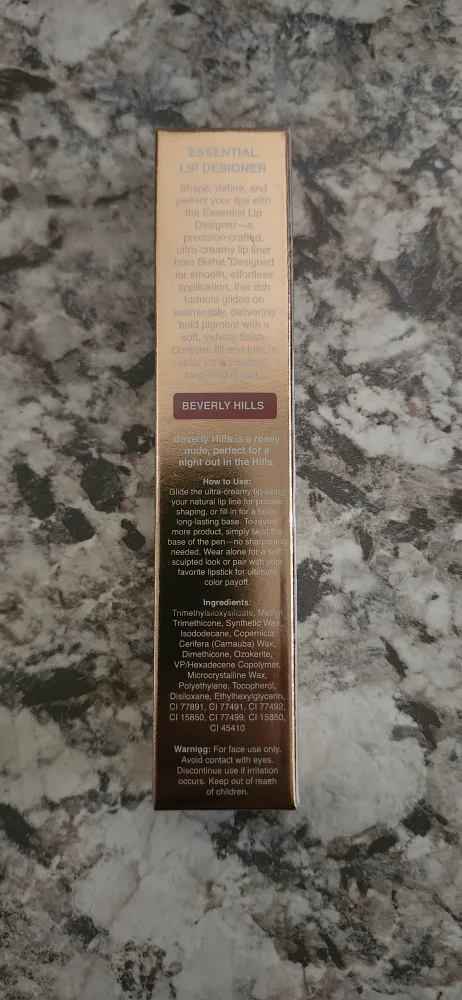 ESSENTIAL
LIP DESIGNER
Shape, define, and
perfect your lips with
the Essential Lip
Designer—a
precision-crafted,
ultra-creamy lip liner
from Bishit. Designed
for smooth, effortless
application, this rich
formula glides on
seamlessly, delivering
bold pigment with a
soft, velvety finish.
Contour, fill and lock in
color for a
BEVERLY HILLS
Beverly Hills is a rosey
nude, perfect for a
night out in the Hills.
How to Use:
Glide the ultra-creamy lip along
your natural lip line for precise
shaping, or fill in for a fuller,
long-lasting base. To reveal
more product, simply twist the
base of the pen—no sharpening
needed. Wear alone for a soft
sculpted look or pair with your
favorite lipstick for ultimate
color payoff.
Ingredients:
Trimethylsiloxysilicate, Methyl
Trimethicone, Synthetic Wax,
Isododecane, Copernicia
Cerifera (Carnauba) Wax,
Dimethicone, Ozokerite,
VP/Hexadecene Copolymer,
Microcrystalline Wax,
Polyethylene, Tocopherol,
Disiloxane, Ethylhexylglycerin,
CI 77891, CI 77491, CI 77492,
CI 15850, CI 77499, CI 15850,
CI 45410
Warning: For face use only.
Avoid contact with eyes.
Discontinue use if irritation
occurs. Keep out of reach
of children.